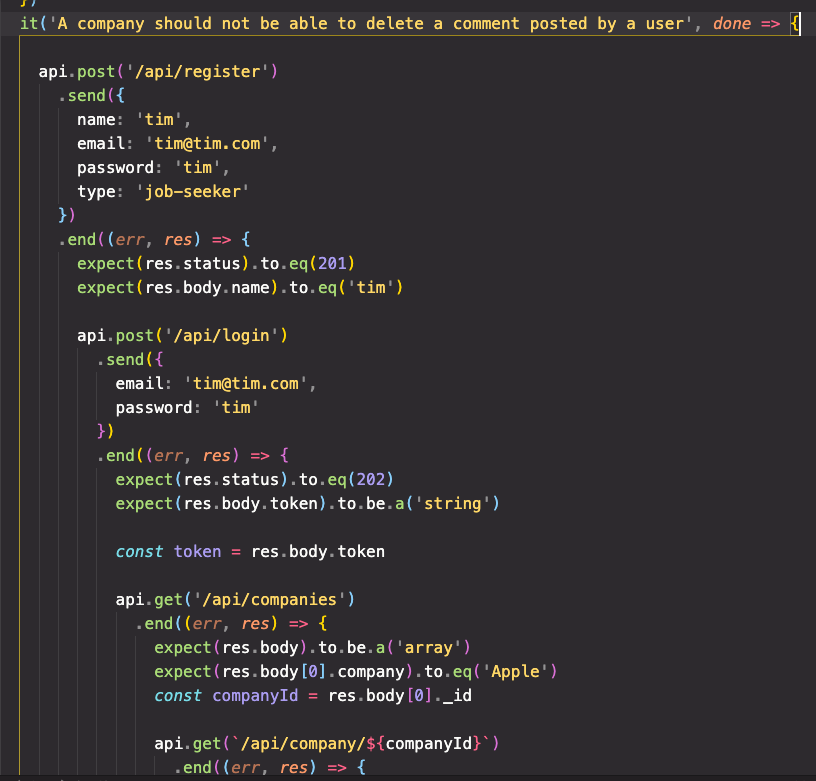 })
it('A company should not be able to delete a comment posted by a user', done => {
api.post('/api/register')
.send({
name: 'tim',
email: 'tim@tim.com',
password: 'tim',
type: 'job-seeker'
})
.end((err, res) => {
expect(res.status).to.eq(201)
expect(res.body.name).to.eq('tim')
api.post('/api/login')
.send({
email: 'tim@tim.com',
password: 'tim'
})
.end((err, res) => {
expect(res.status).to.eq(202)
expect(res.body.token).to.be.a('string')
const token = res.body.token
api.get('/api/companies')
.end((err, res) => {
expect(res.body).to.be.a('array')
expect(res.body[0].company).to.eq('Apple')
const companyId = res.body[0]._id
api.get(`/api/company/${companyId}`)
.end((err, res) => {